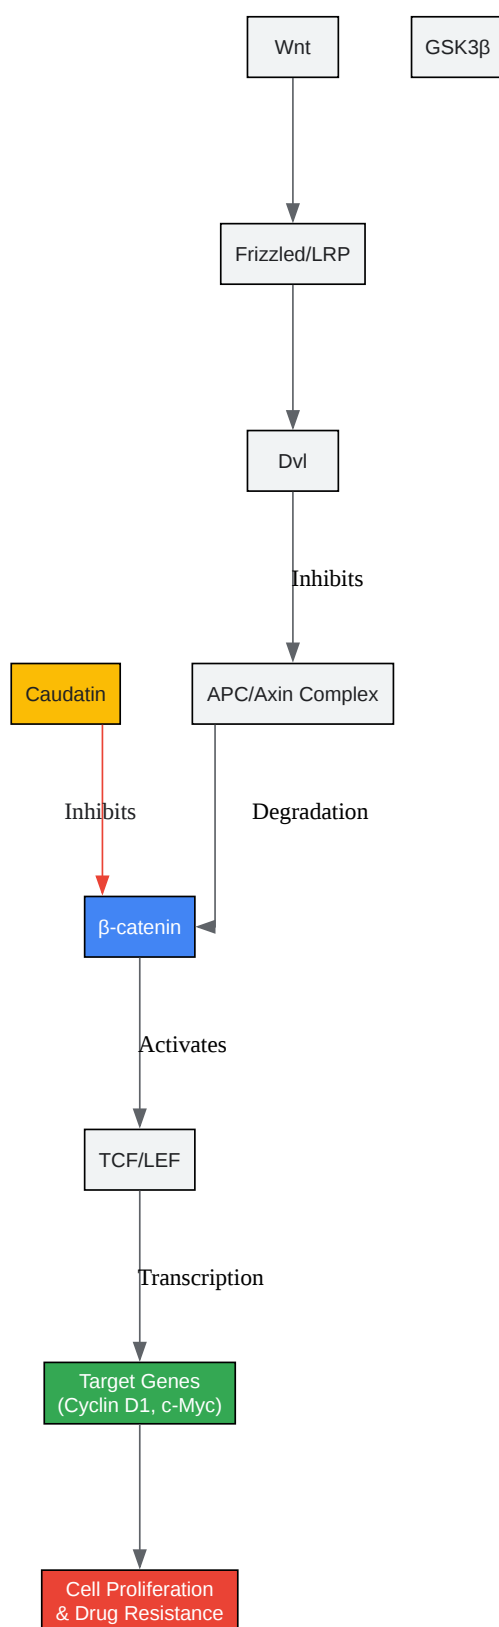 Wnt
GSK3β
Frizzled/LRP
Dvl
Inhibits
Caudatin
APC/Axin Complex
Inhibits
Degradation
β-catenin
Activates
TCF/LEF
Transcription
Target Genes
(Cyclin D1, c-Myc)
Cell Proliferation
& Drug Resistance